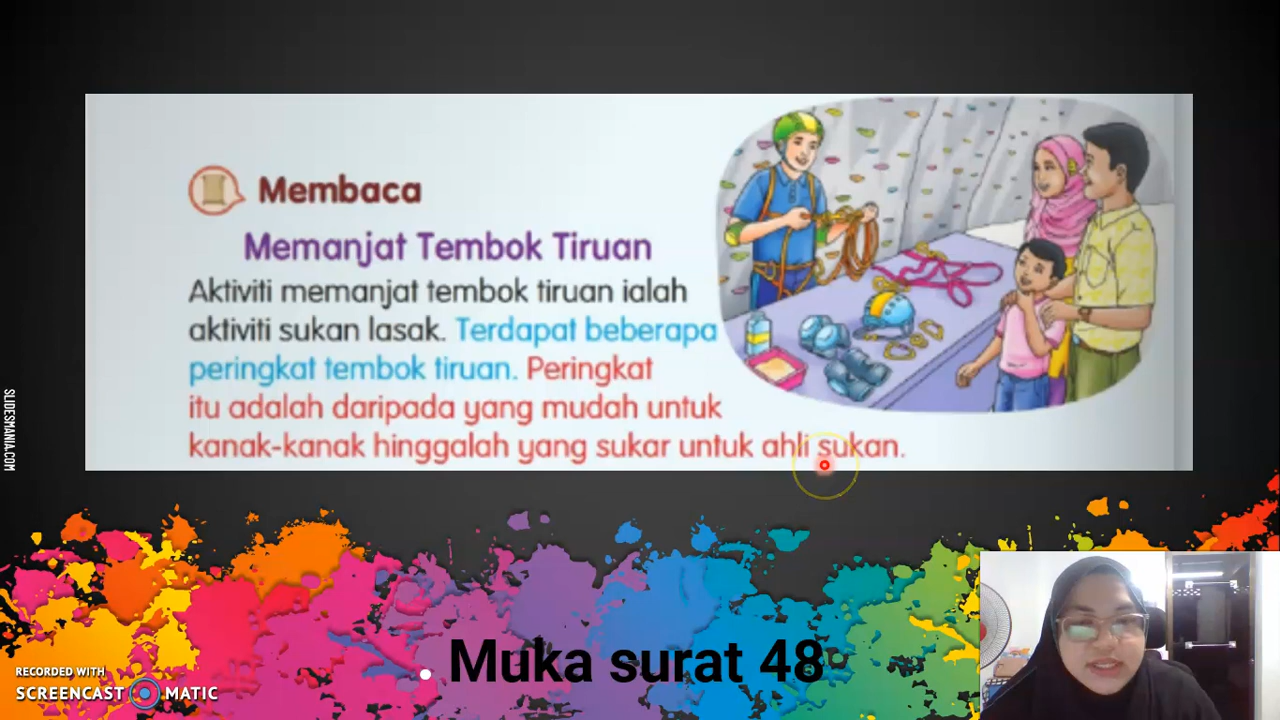 Membaca
Memanjat Tembok Tiruan
Aktiviti memanjat tembok tiruan ialah
aktiviti sukan lasak. Terdapat beberapa
peringkat tembok tiruan. Peringkat
itu adalah daripada yang mudah untuk
kanak-kanak hinggalah yang sukar untuk ahli sukan.
SLIDESMANIA.COM
Muka surat 48
RECORDED WITH
SCREENCAST MATIC